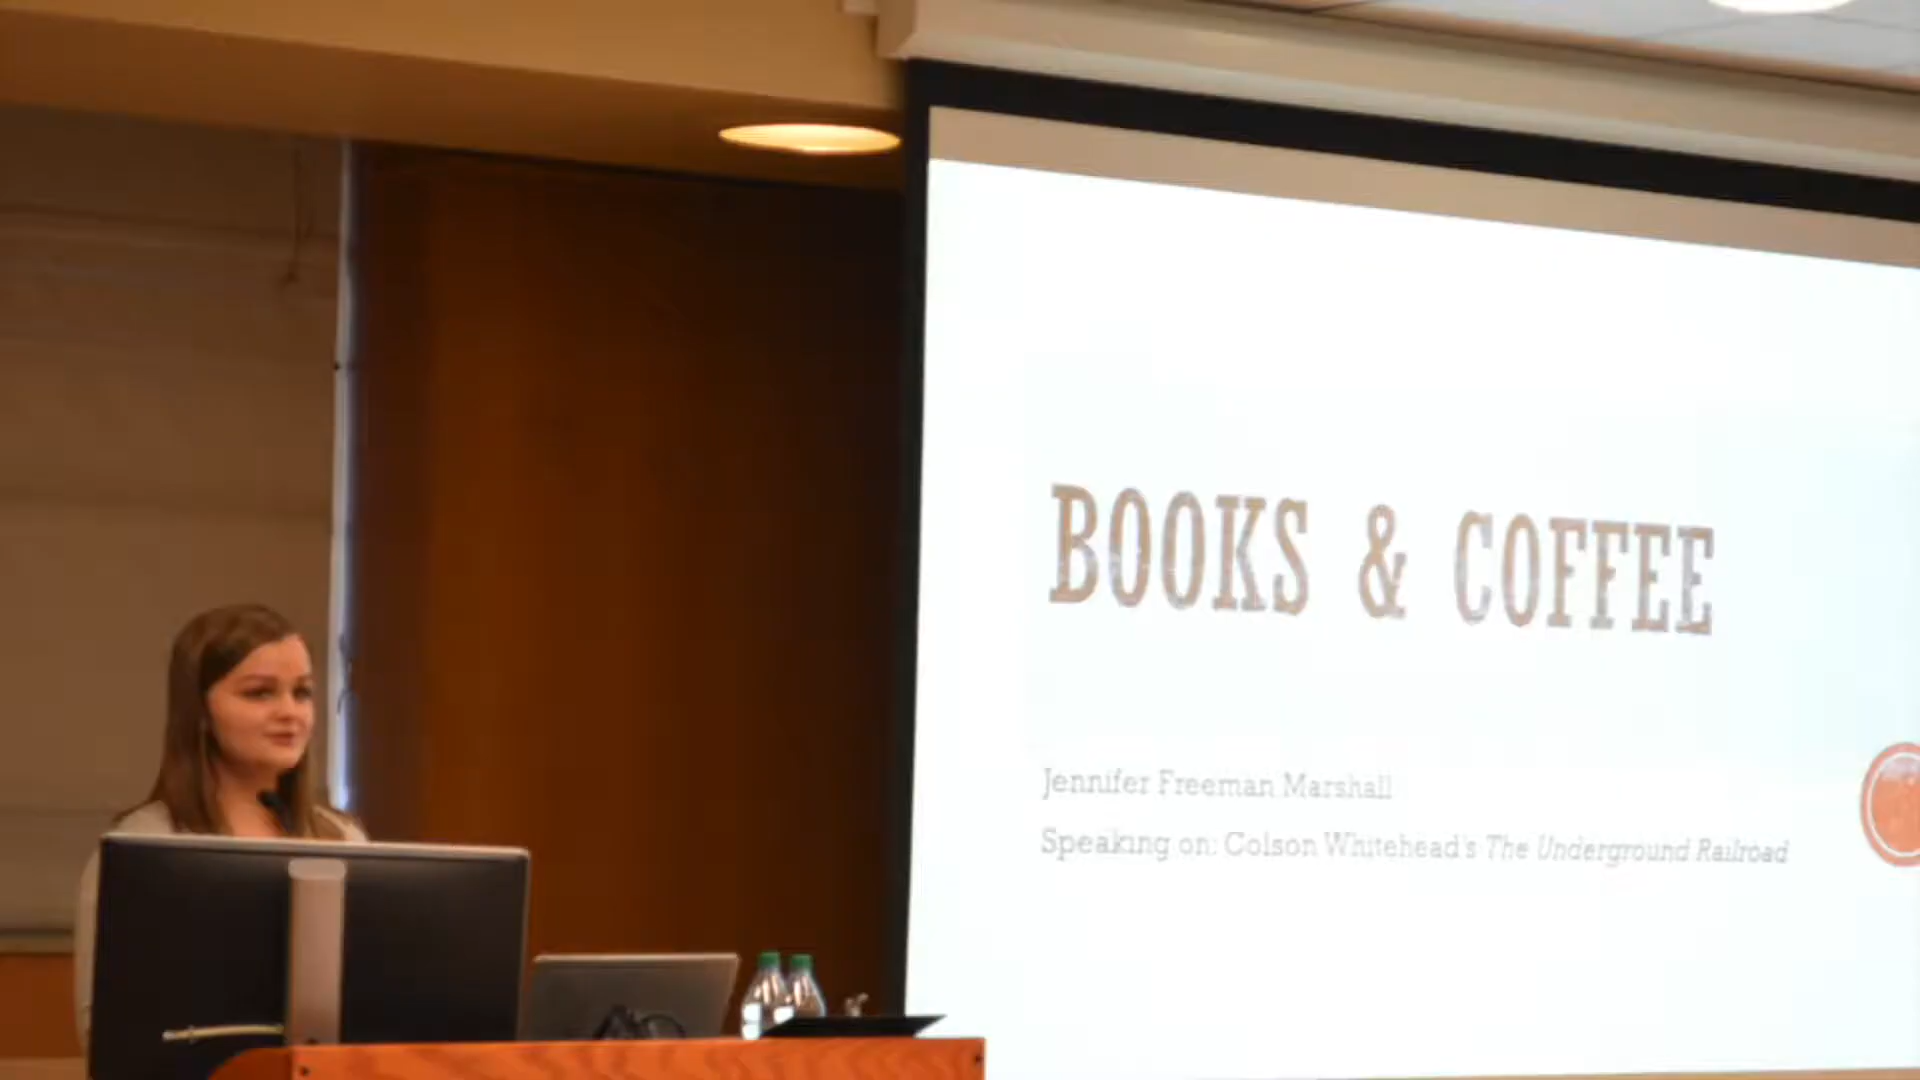 BOOKS & COFFEE
Jennifer Freeman Marshall
Speaking on: Colson Whitehead's The Underground Railroad